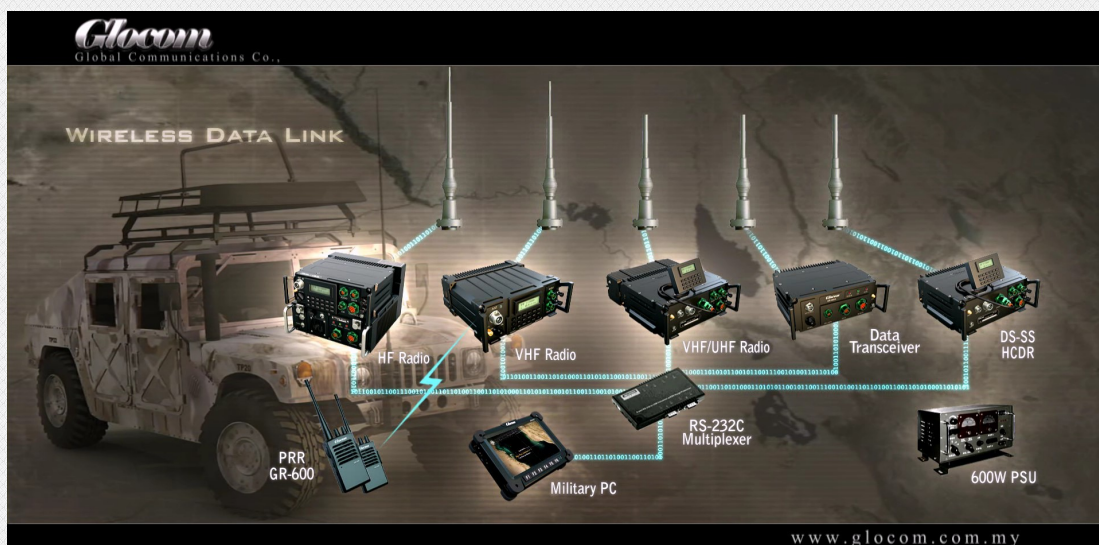 Glocom
Global Communications Co.,
WIRELESS DATA LINK
HF Radio
VHF Radio
VHF/UHF Radio
Data
Transceiver
DS-SS
HCDR
RS-232C
Multiplexer
PRR
GR-600
Military PC
600W PSU
www.glocom.com.my